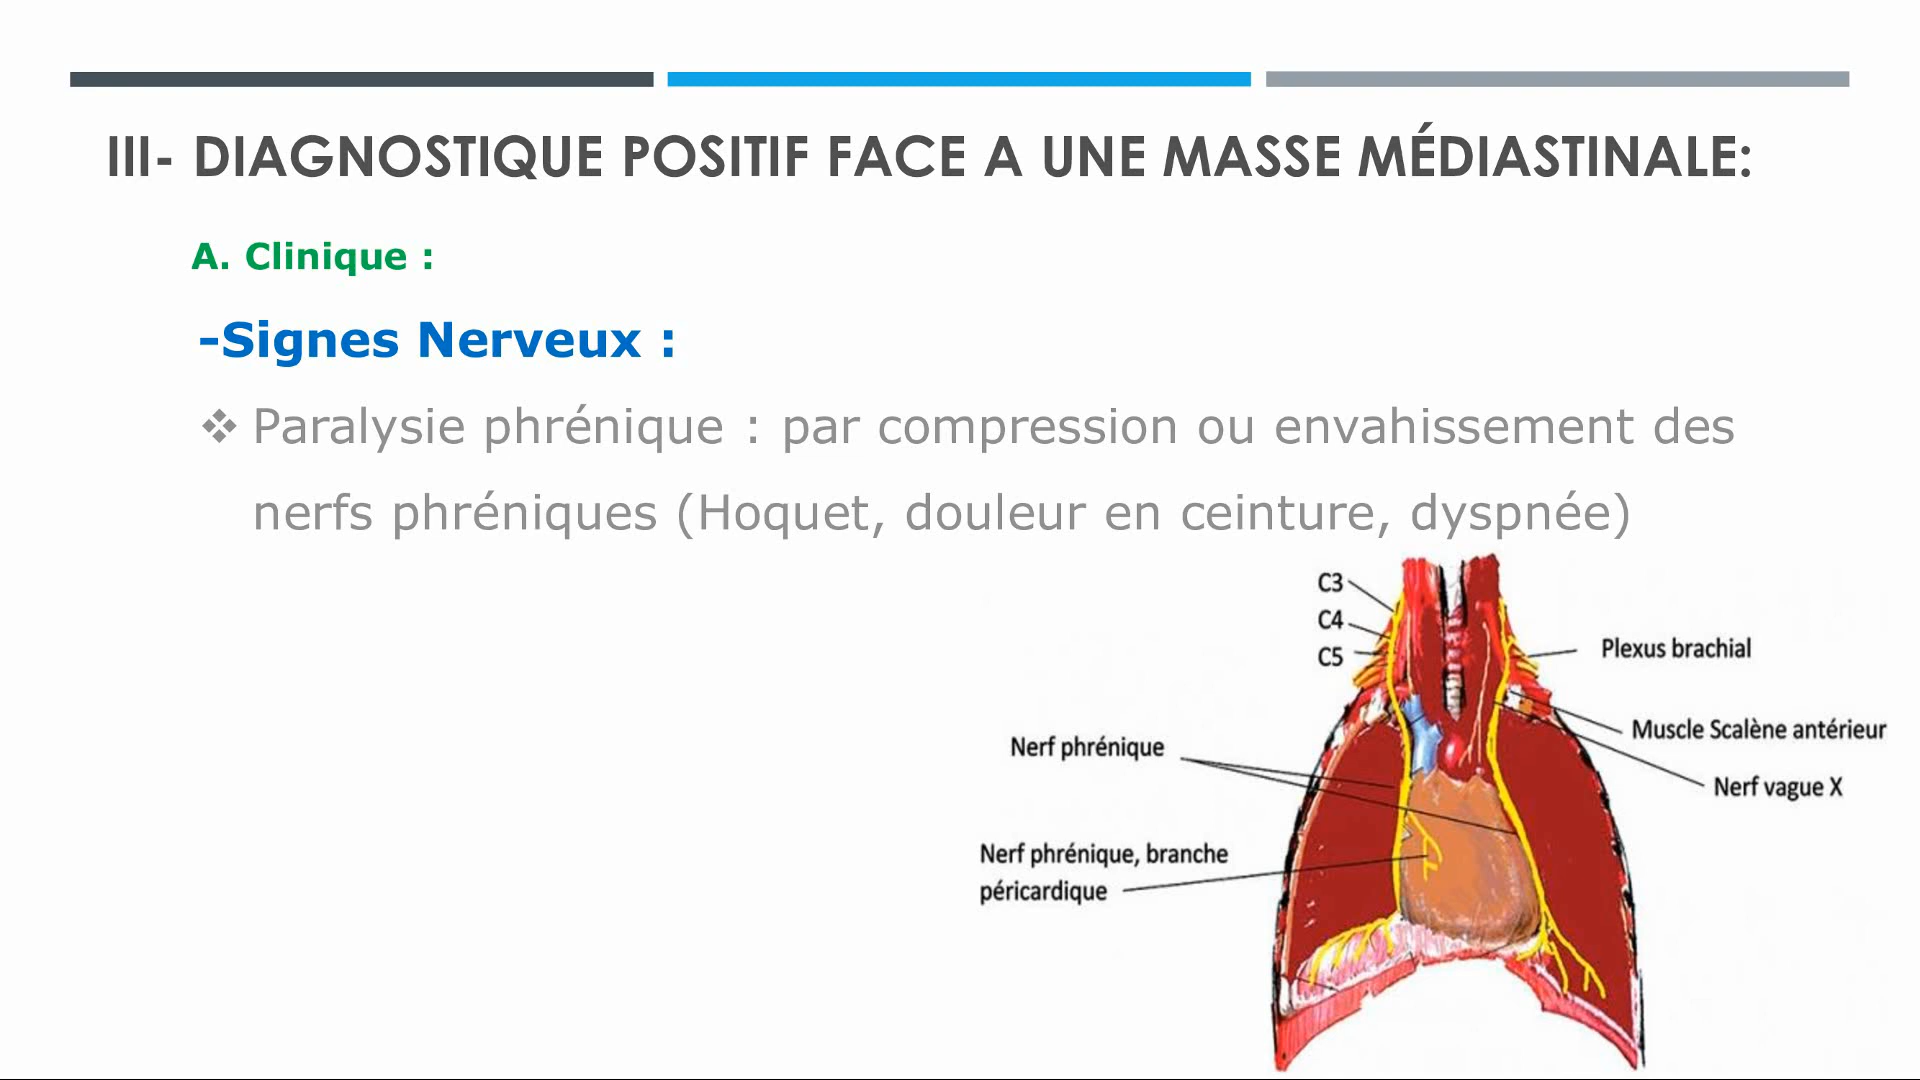 III- DIAGNOSTIQUE POSITIF FACE A UNE MASSE MÉDIASTINALE:
A. Clinique :
-Signes Nerveux :
❖ Paralysie phrénique : par compression ou envahissement des
nerfs phréniques (Hoquet, douleur en ceinture, dyspnée)
C3
C4
C5
Plexus brachial
Muscle Scalène antérieur
Nerf phrénique
Nerf vague X
Nerf phrénique, branche
péricardique